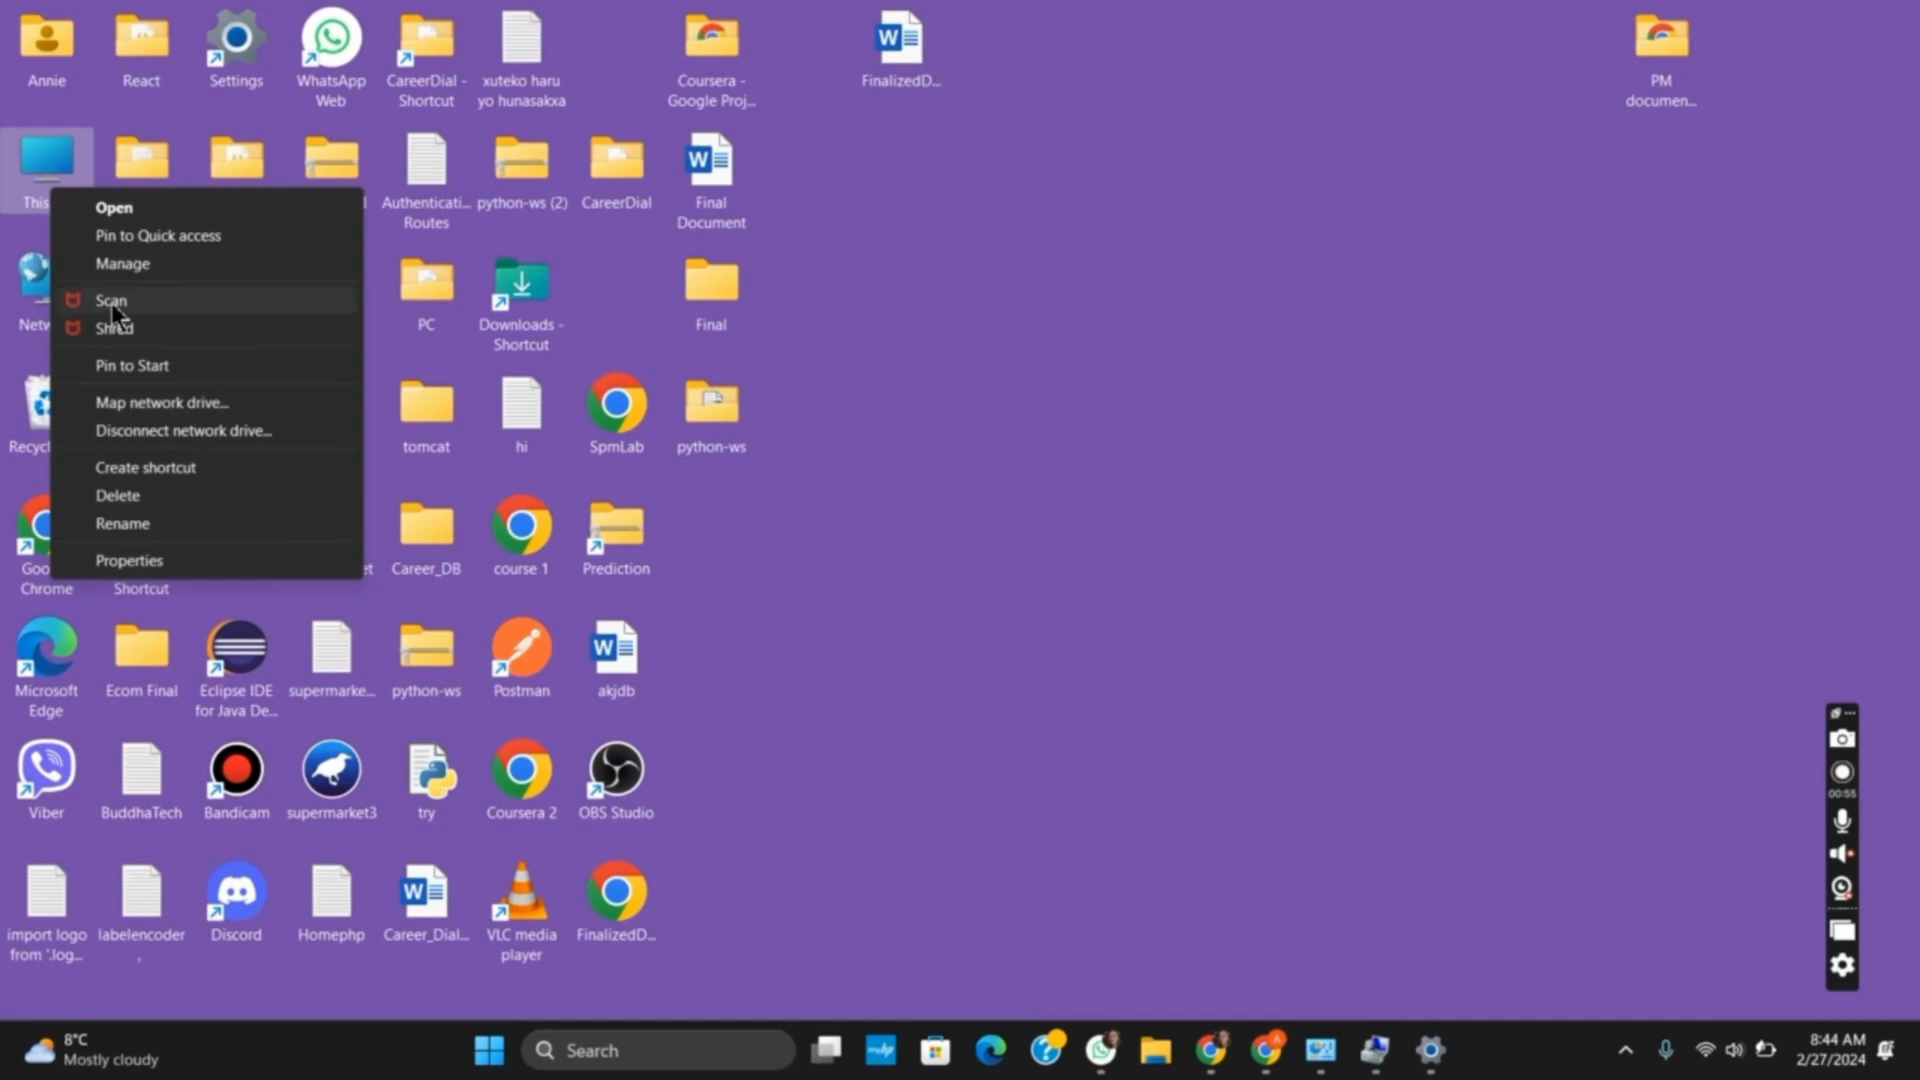 Annie
React
Settings
WhatsApp
Web
CareerDial -
Shortcut
xuteko haru
yo hunasakxa
Coursera -
Google Proj...
FinalizedD...
PM
documen...
This
Authenticati...
Routes
python-ws (2)
CareerDial
Final
Document
Open
Pin to Quick access
Manage
Scan
Shred
Pin to Start
Map network drive...
Disconnect network drive...
Create shortcut
Delete
Rename
Properties
Netw
PC
Downloads -
Shortcut
Final
Recycl
tomcat
hi
SpmLab
python-ws
Goo
Chrome
Shortcut
et
Career_DB
course 1
Prediction
Microsoft
Edge
Ecom Final
Eclipse IDE
for Java De...
supermarke...
python-ws
Postman
akjdb
Viber
BuddhaTech
Bandicam
supermarket3
try
Coursera 2
OBS Studio
00:55
import logo
from '.log...
labelencoder
,
Discord
Homephp
Career_Dial...
VLC media
player
FinalizedD...
8°C
Mostly cloudy
Search
myhp
8:44 AM
2/27/2024